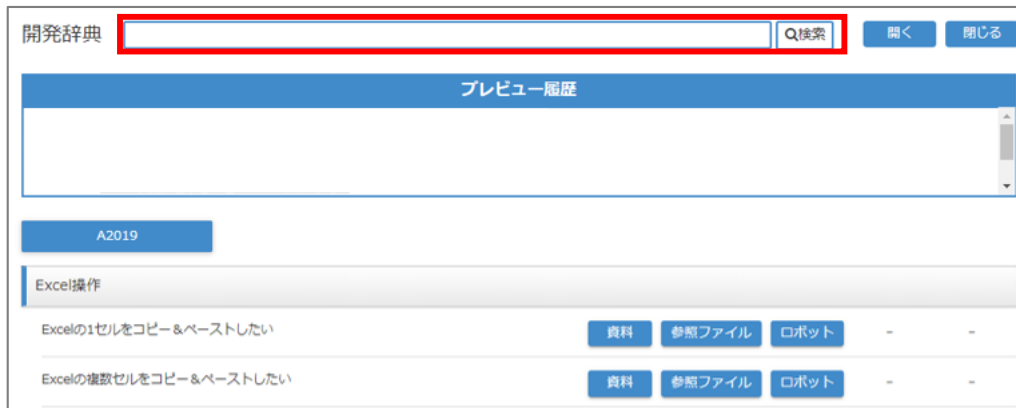 開発辞典 検索 開く 閉じる
プレビュー履歴
A2019
Excel操作
Excelの1セルをコピー＆ペーストしたい 資料 参照ファイル ロボット - -
Excelの複数セルをコピー＆ペーストしたい 資料 参照ファイル ロボット - -